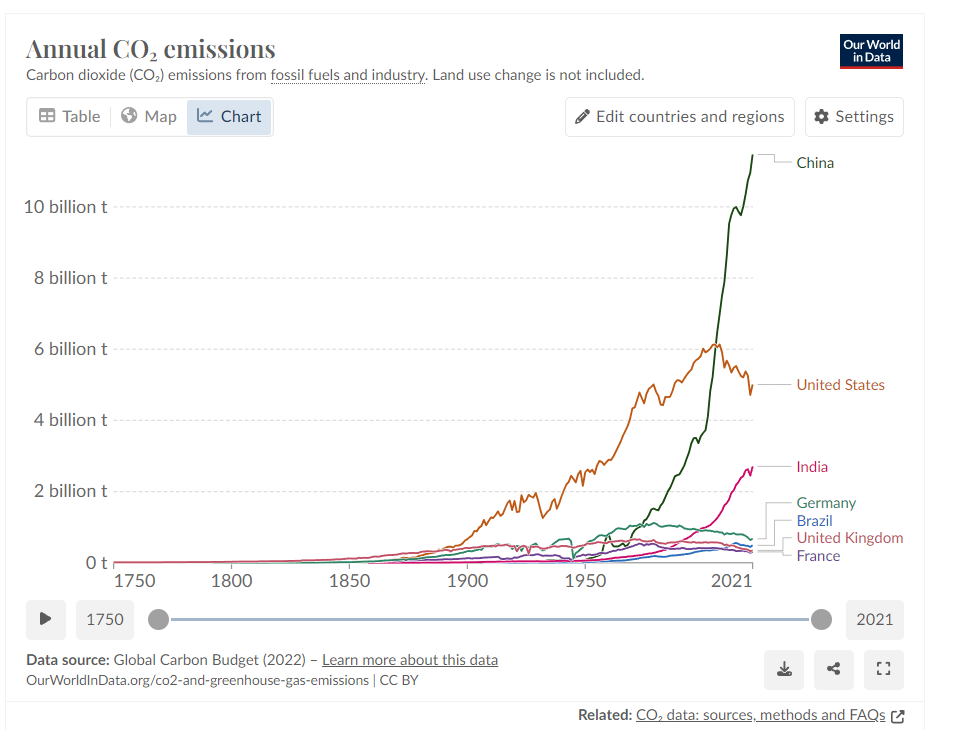 Annual CO₂ emissions
Carbon dioxide (CO₂) emissions from fossil fuels and industry. Land use change is not included.
Our World
in Data
Table
Map
Chart
Edit countries and regions
Settings
China
10 billion t
8 billion t
6 billion t
United States
4 billion t
India
2 billion t
Germany
Brazil
United Kingdom
France
0 t
1750 1800 1850 1900 1950 2021
1750
2021
Data source: Global Carbon Budget (2022) – Learn more about this data
OurWorldInData.org/co2-and-greenhouse-gas-emissions | CC BY
Related: CO₂ data: sources, methods and FAQs